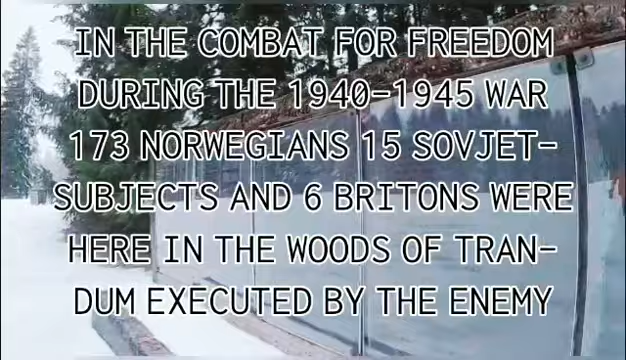 IN THE COMBAT FOR FREEDOM
DURING THE 1940-1945 WAR
173 NORWEGIANS 15 SOVJET-
SUBJECTS AND 6 BRITONS WERE
HERE IN THE WOODS OF TRAN-
DUM EXECUTED BY THE ENEMY